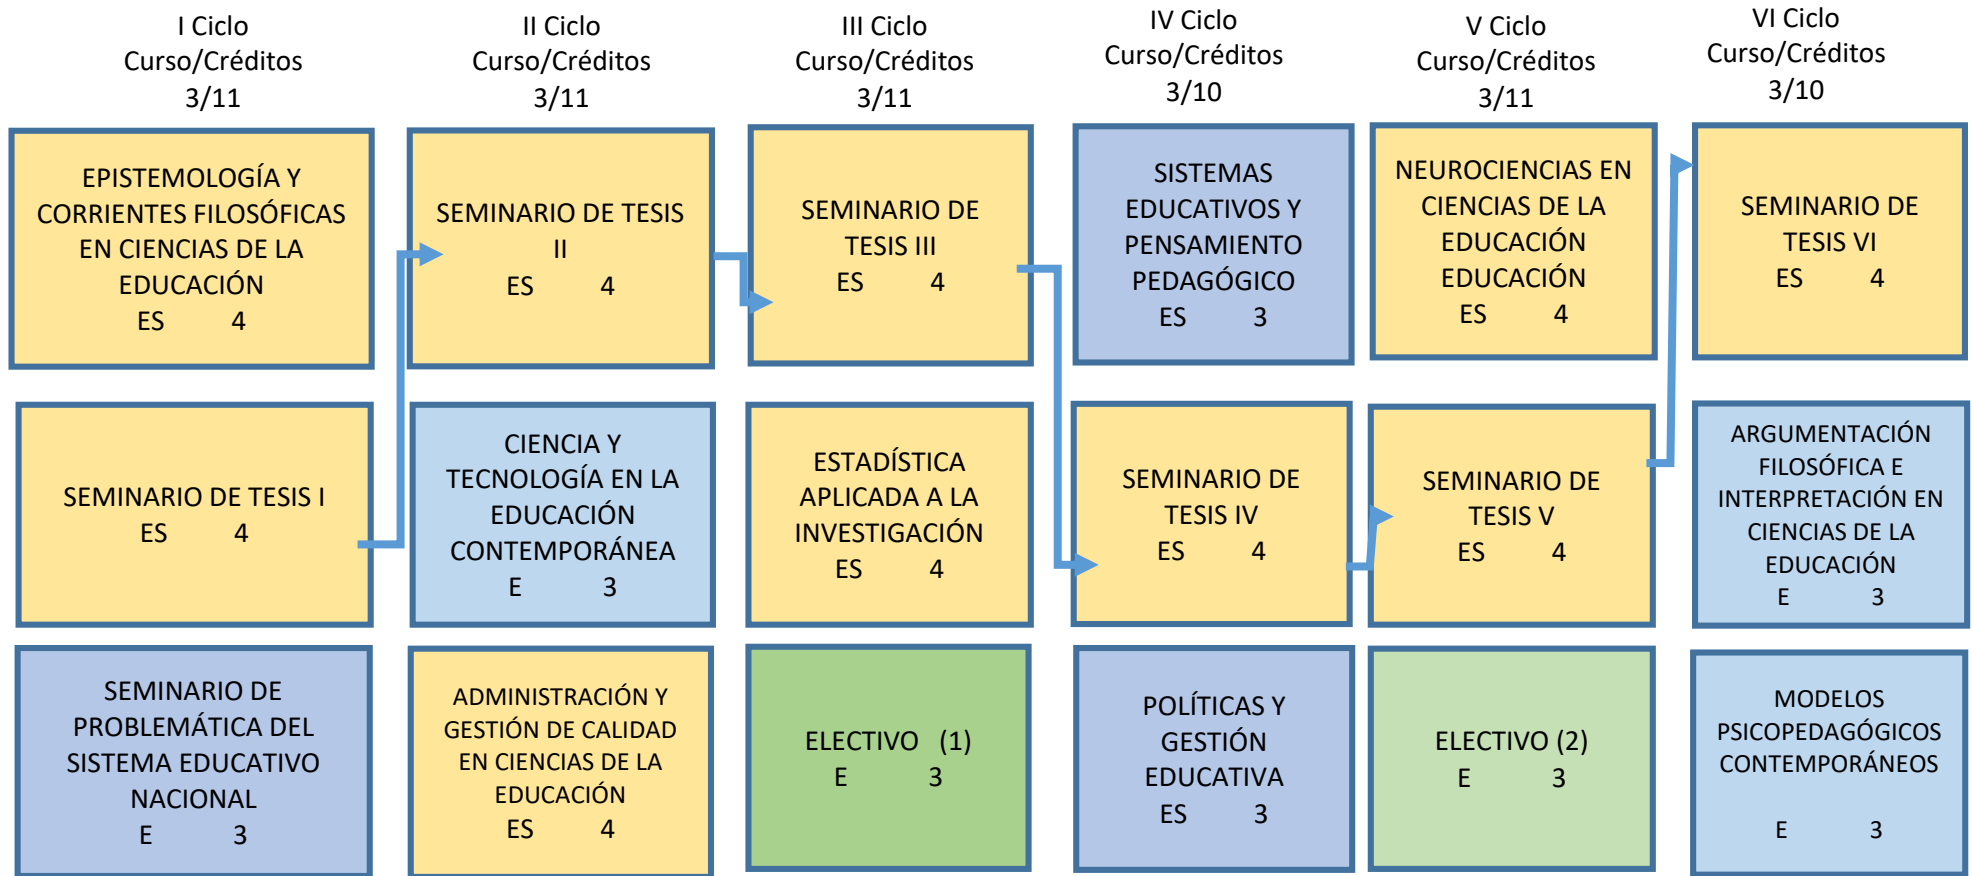 I Ciclo
Curso/Créditos
3/11
II Ciclo
Curso/Créditos
3/11
III Ciclo
Curso/Créditos
3/11
IV Ciclo
Curso/Créditos
3/10
V Ciclo
Curso/Créditos
3/11
VI Ciclo
Curso/Créditos
3/10
EPISTEMOLOGÍA Y
CORRIENTES FILOSÓFICAS
EN CIENCIAS DE LA
EDUCACIÓN
ES 4
SEMINARIO DE TESIS
II
ES 4
SEMINARIO DE
TESIS III
ES 4
SISTEMAS
EDUCATIVOS Y
PENSAMIENTO
PEDAGÓGICO
ES 3
NEUROCIENCIAS EN
CIENCIAS DE LA
EDUCACIÓN
EDUCACIÓN
ES 4
SEMINARIO DE
TESIS VI
ES 4
SEMINARIO DE TESIS I
ES 4
CIENCIA Y
TECNOLOGÍA EN LA
EDUCACIÓN
CONTEMPORÁNEA
E 3
ESTADÍSTICA
APLICADA A LA
INVESTIGACIÓN
ES 4
SEMINARIO DE
TESIS IV
ES 4
SEMINARIO DE
TESIS V
ES 4
ARGUMENTACIÓN
FILOSÓFICA E
INTERPRETACIÓN EN
CIENCIAS DE LA
EDUCACIÓN
E 3
SEMINARIO DE
PROBLEMÁTICA DEL
SISTEMA EDUCATIVO
NACIONAL
E 3
ADMINISTRACIÓN Y
GESTIÓN DE CALIDAD
EN CIENCIAS DE LA
EDUCACIÓN
ES 4
ELECTIVO (1)
E 3
POLÍTICAS Y
GESTIÓN
EDUCATIVA
ES 3
ELECTIVO (2)
E 3
MODELOS
PSICOPEDAGÓGICOS
CONTEMPORÁNEOS
E 3